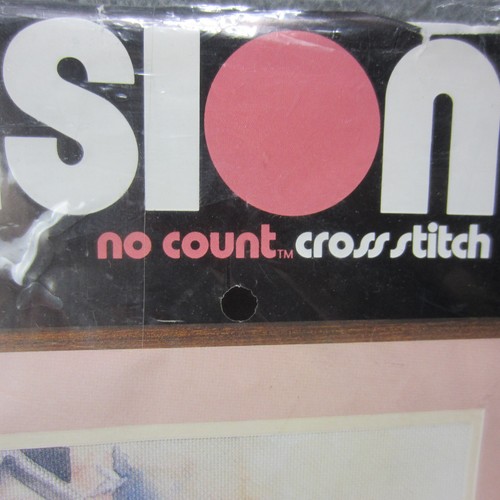 SION
no count™ cross stitch